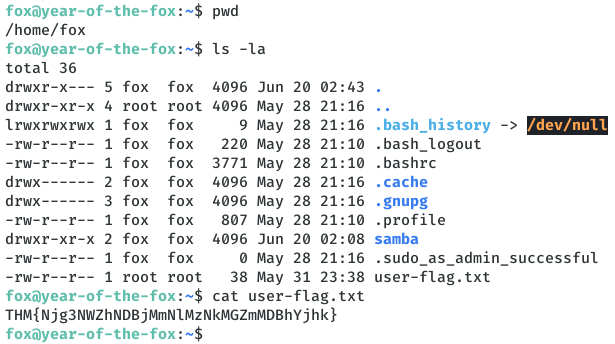 fox@year-of-the-fox:~$ pwd
/home/fox
fox@year-of-the-fox:~$ ls -la
total 36
drwxr-x--- 5 fox  fox  4096 Jun 20 02:43 .
drwxr-xr-x 4 root root 4096 May 28 21:16 ..
lrwxrwxrwx 1 fox  fox     9 May 28 21:16 .bash_history -> /dev/null
-rw-r--r-- 1 fox  fox   220 May 28 21:10 .bash_logout
-rw-r--r-- 1 fox  fox  3771 May 28 21:10 .bashrc
drwx------ 2 fox  fox  4096 May 28 21:16 .cache
drwx------ 3 fox  fox  4096 May 28 21:16 .gnupg
-rw-r--r-- 1 fox  fox   807 May 28 21:10 .profile
drwxr-xr-x 2 fox  fox  4096 Jun 20 02:08 samba
-rw-r--r-- 1 fox  fox     0 May 28 21:16 .sudo_as_admin_successful
-rw-r--r-- 1 root root   38 May 31 23:38 user-flag.txt
fox@year-of-the-fox:~$ cat user-flag.txt
THM{Njg3NWZhNDBjMmNlMzNkMGZmMDBhYjhk}
fox@year-of-the-fox:~$